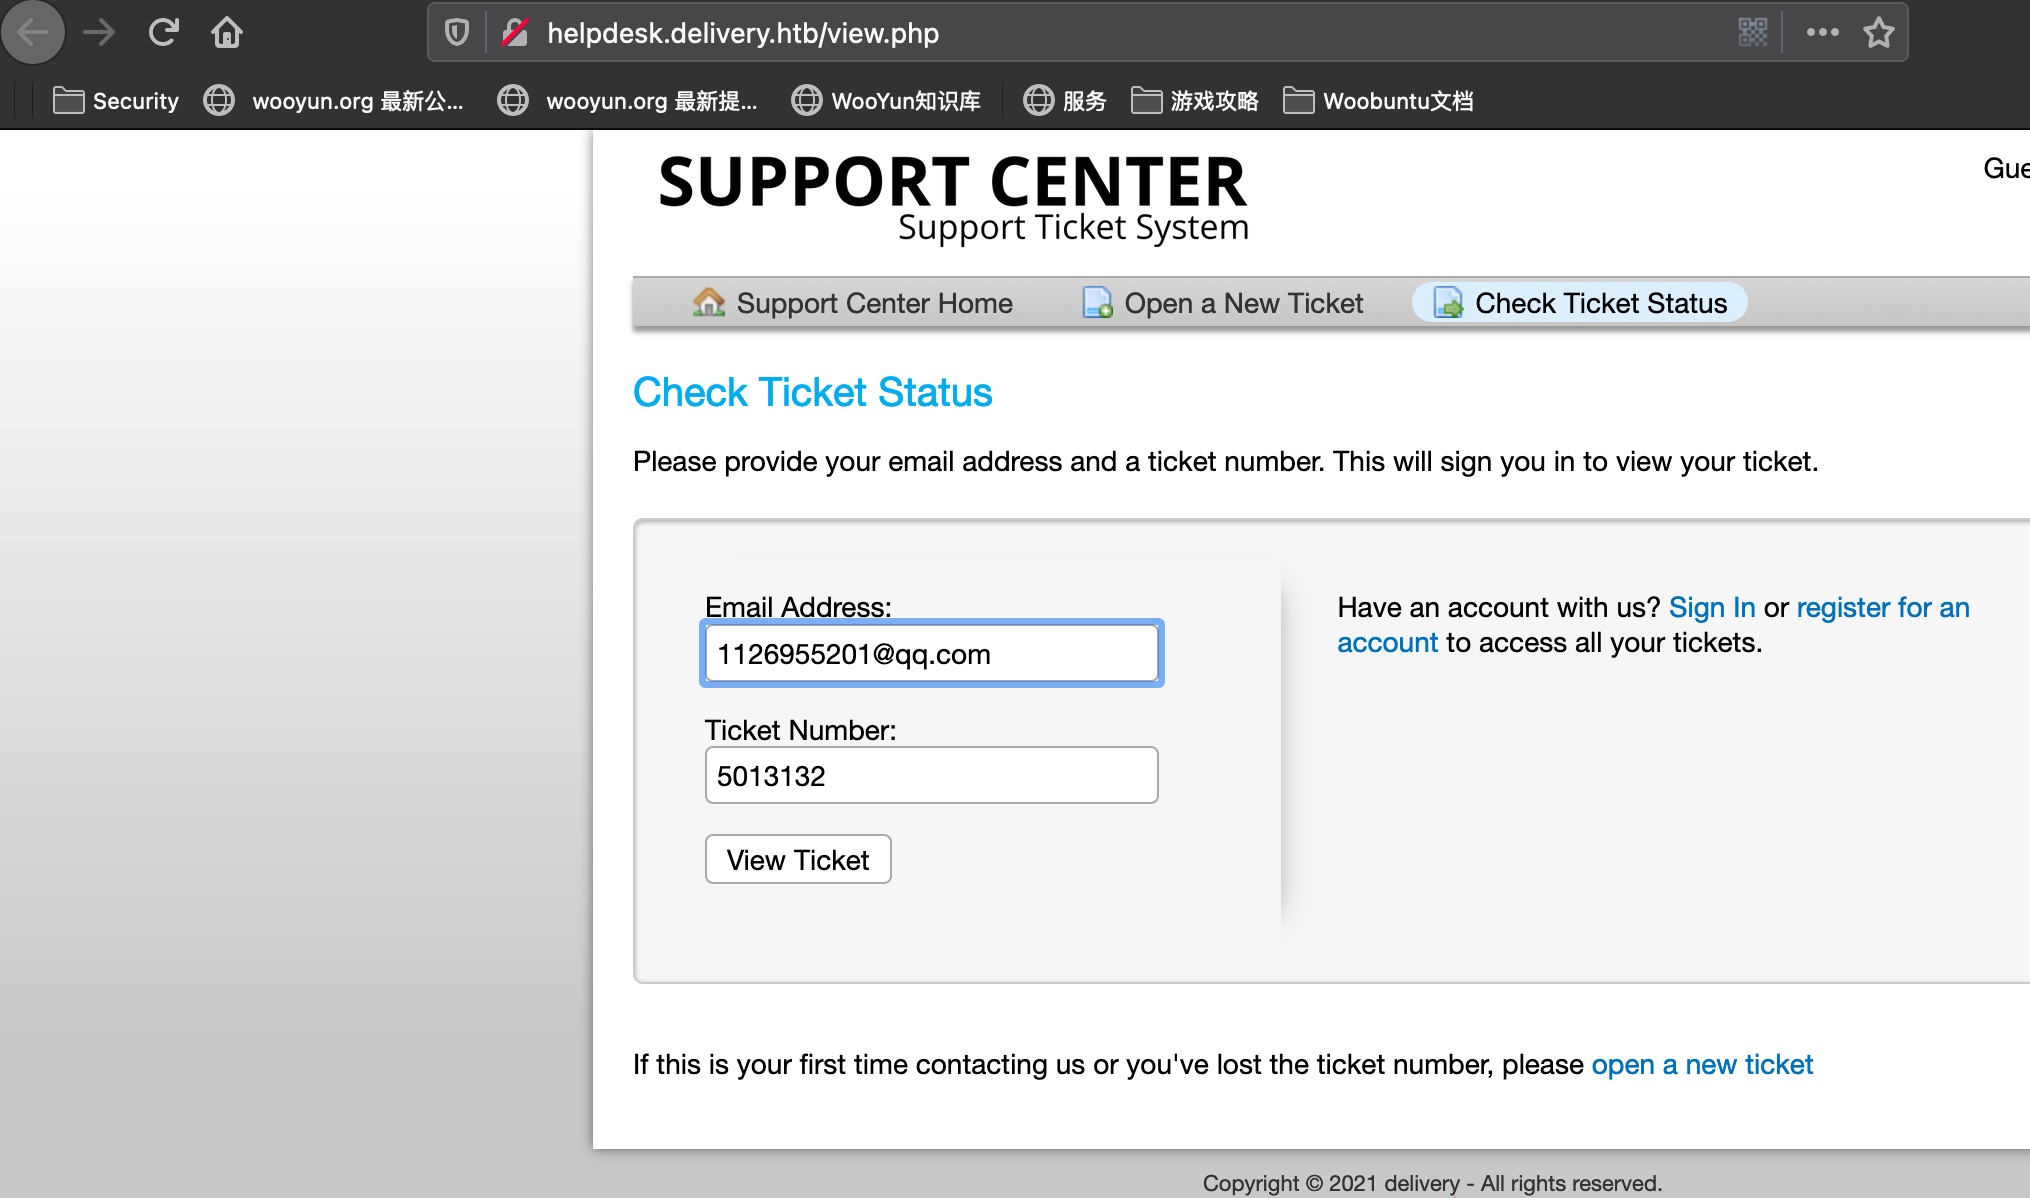 helpdesk.delivery.htb/view.php
Security wooyun.org 最新公... wooyun.org 最新提... WooYun知识库 服务 游戏攻略 Woobuntu文档
SUPPORT CENTER
Support Ticket System
Gue
Support Center Home Open a New Ticket Check Ticket Status
Check Ticket Status
Please provide your email address and a ticket number. This will sign you in to view your ticket.
Email Address:
1126955201@qq.com
Ticket Number:
5013132
View Ticket
Have an account with us? Sign In or register for an
account to access all your tickets.
If this is your first time contacting us or you've lost the ticket number, please open a new ticket
Copyright © 2021 delivery - All rights reserved.